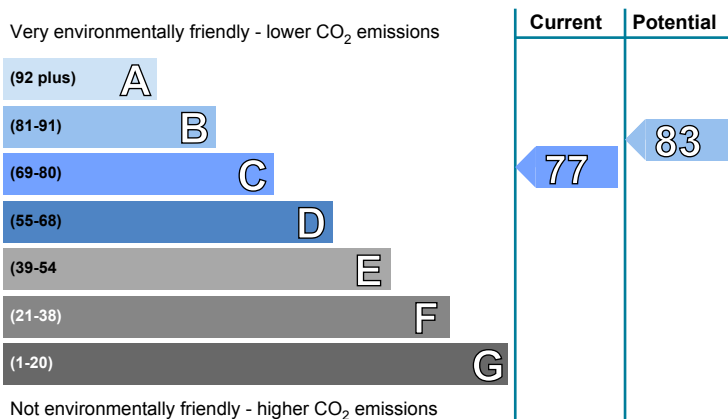 Current Potential
Very environmentally friendly - lower CO2 emissions
(92 plus) A
(81-91) B
83
(69-80) C
77
(55-68) D
(39-54 E
(21-38) F
(1-20) G
Not environmentally friendly - higher CO2 emissions